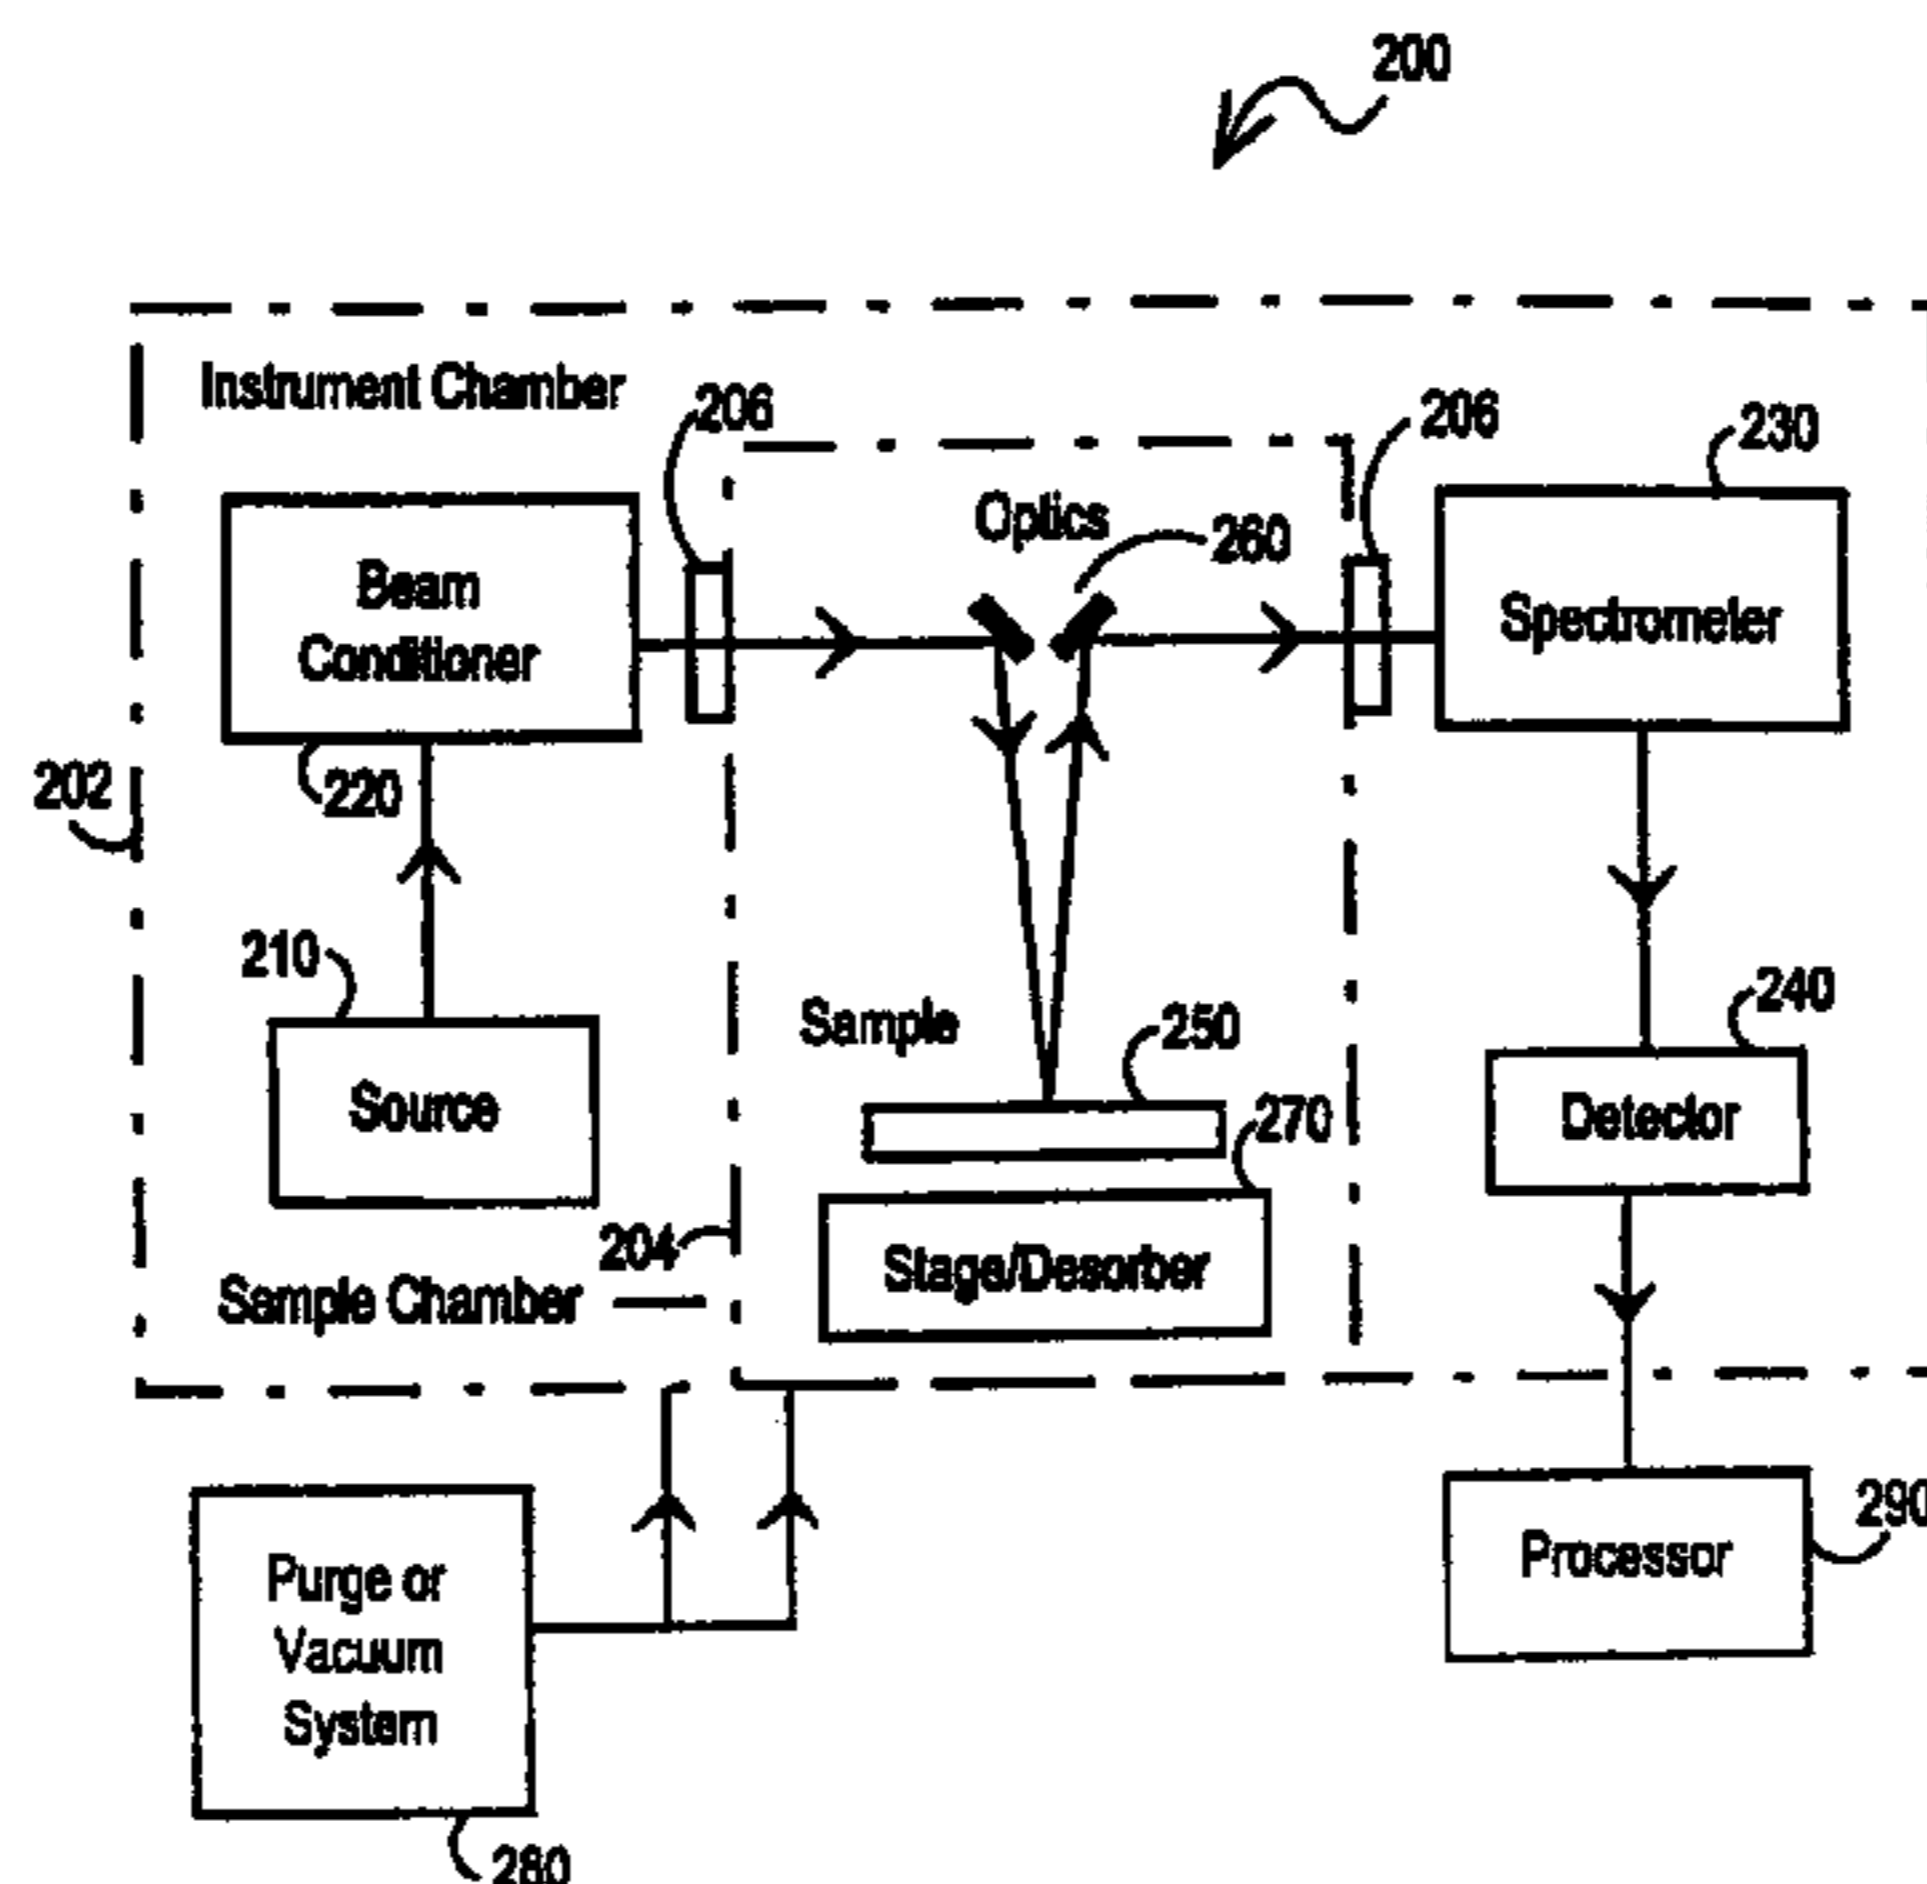 200
Instrument Chamber
206
206
230
Optics
260
Beam
Conditioner
Spectrometer
202
220
210
240
Sample
250
Source
270
Detector
204
Stage/Desorber
Sample Chamber
290
Purge or
Vacuum
System
Processor
280